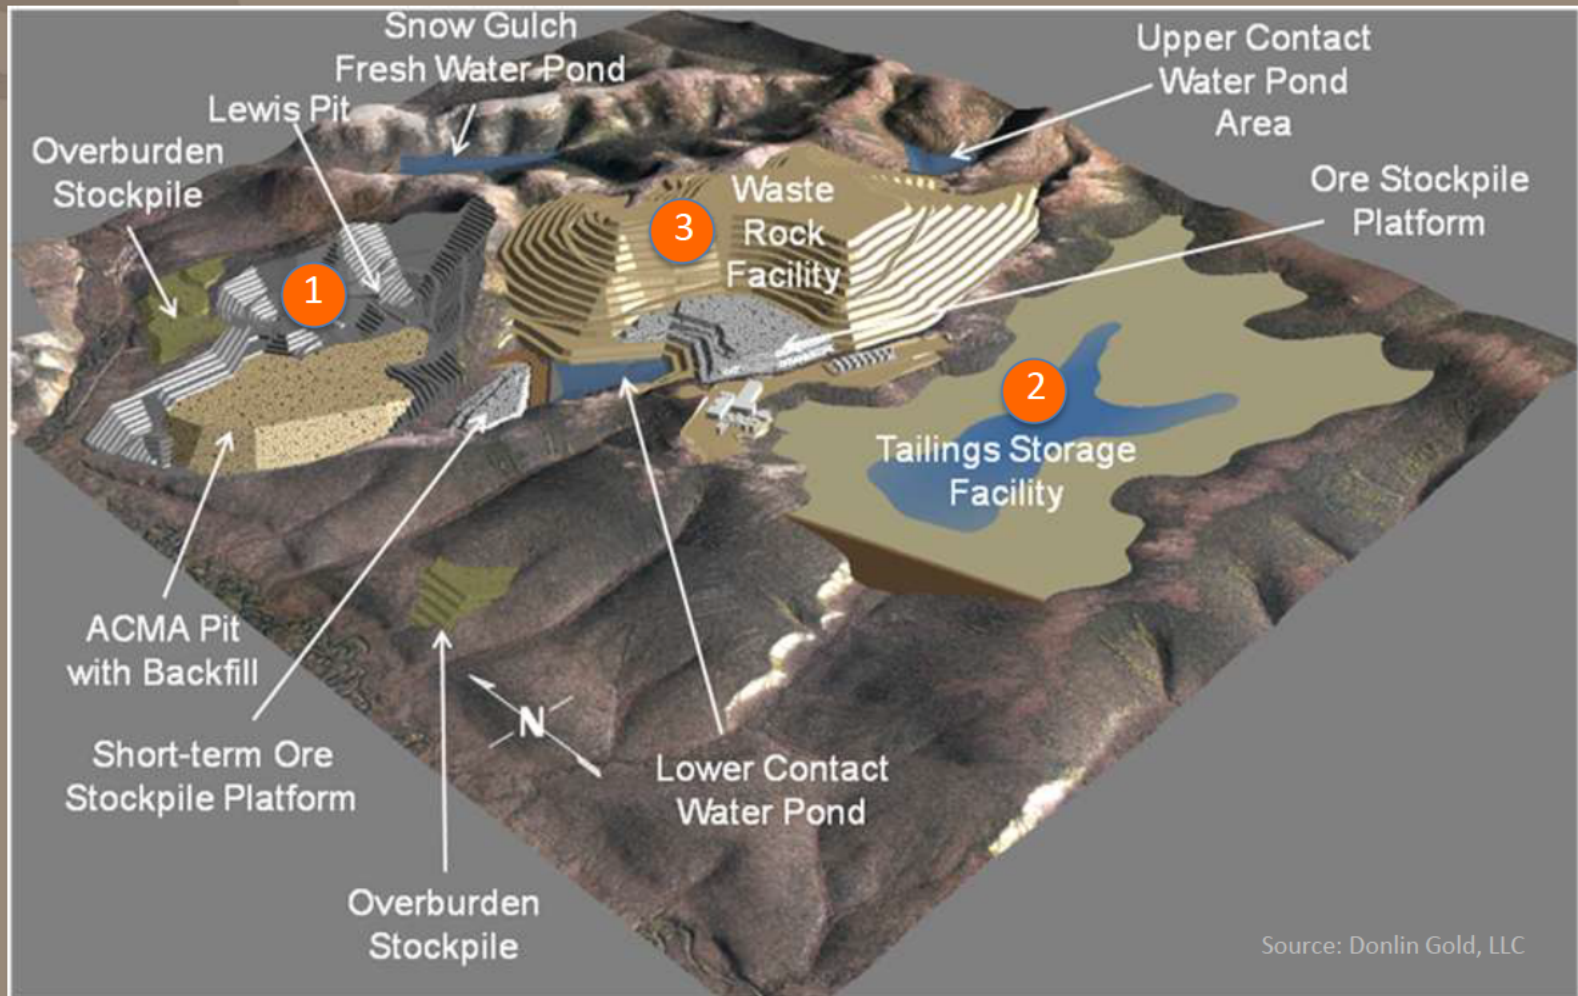 Snow Gulch
Fresh Water Pond
Upper Contact
Water Pond
Area
Lewis Pit
Overburden
Stockpile
Ore Stockpile
Platform
Waste
Rock
Facility
3
1
2
Tailings Storage
Facility
ACMA Pit
with Backfill
N
Short-term Ore
Stockpile Platform
Lower Contact
Water Pond
Overburden
Stockpile
Source: Donlin Gold, LLC